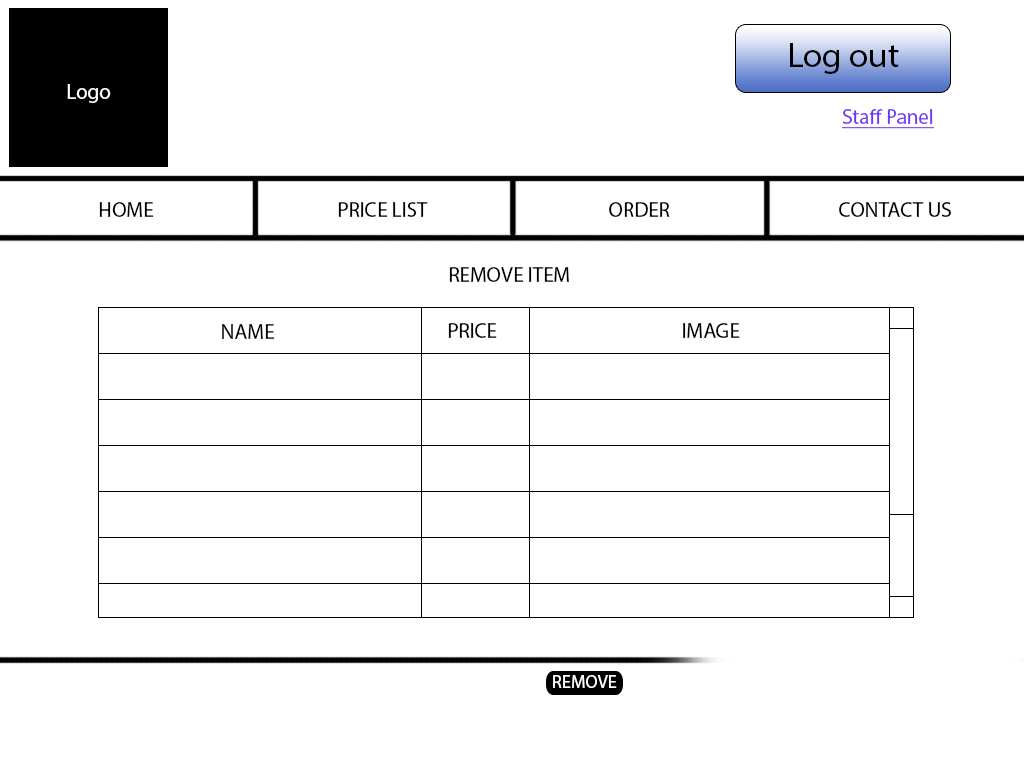 Logo
Log out
Staff Panel
HOME PRICE LIST ORDER CONTACT US
REMOVE ITEM
NAME PRICE IMAGE
REMOVE